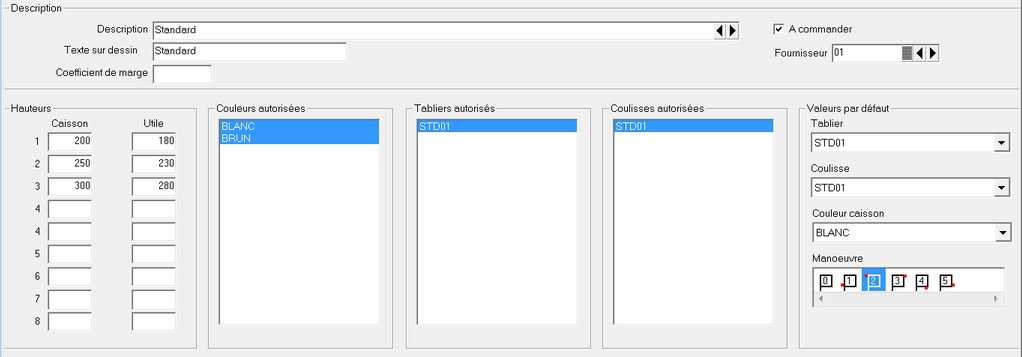 Description
Description Standard
A commander
Texte sur dessin Standard
Fournisseur 01
Coefficient de marge
Hauteurs
Caisson Utile
1 200 180
2 250 230
3 300 280
4
4
5
6
7
8
Couleurs autorisées
BLANC
BRUN
Tabliers autorisés
STD01
Coulisses autorisées
STD01
Valeurs par défaut
Tablier
STD01
Coulisse
STD01
Couleur caisson
BLANC
Manoeuvre
0 1 2 3 4 5